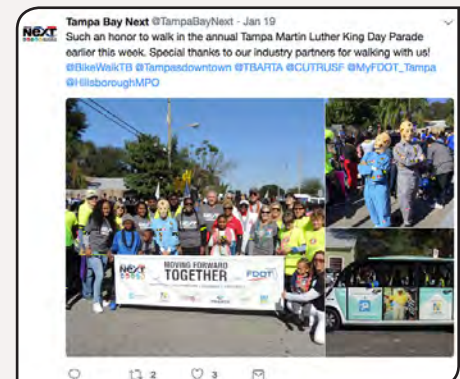 Tampa Bay Next @TampaBayNext · Jan 19
Such an honor to walk in the annual Tampa Martin Luther King Day Parade
earlier this week. Special thanks to our industry partners for walking with us!
@BikeWalkTB @Tampasdowntown @TBARTA @CUTRUSF @MyFDOT_Tampa
@HillsboroughMPO
NEXT
MOVING FORWARD
TOGETHER
NEXT
FDOT
2
3